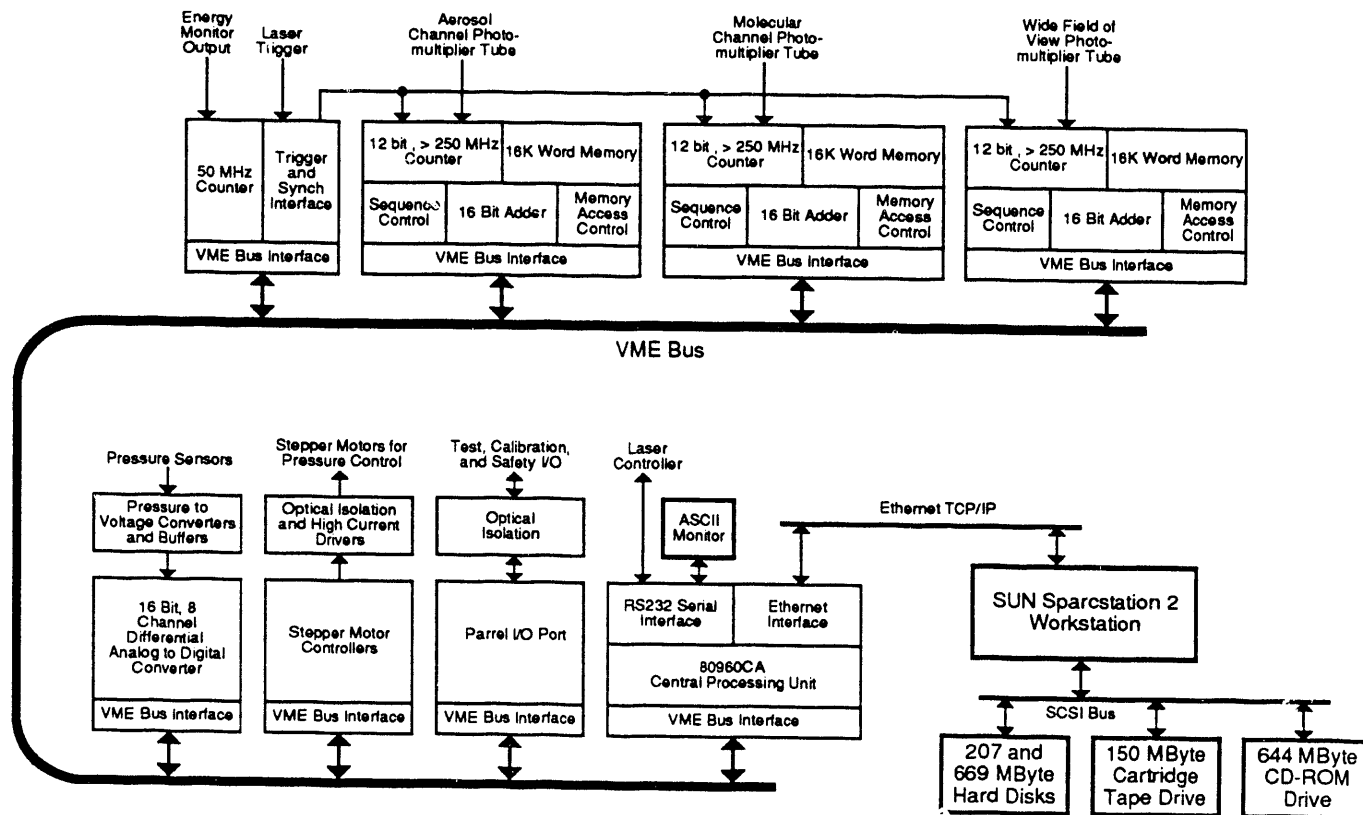 Energy
Monitor
Output
Laser
Trigger
Aerosol
Channel Photo-
multiplier Tube
Molecular
Channel Photo-
multiplier Tube
Wide Field of
View Photo-
multiplier Tube
50 MHz
Counter
Trigger
and
Synch
Interface
VME Bus Interface
12 bit , > 250 MHz
Counter
16K Word Memory
Sequence
Control
16 Bit Adder
Memory
Access
Control
VME Bus Interface
12 bit , > 250 MHz
Counter
16K Word Memory
Sequence
Control
16 Bit Adder
Memory
Access
Control
VME Bus Interface
12 bit , > 250 MHz
Counter
16K Word Memory
Sequence
Control
16 Bit Adder
Memory
Access
Control
VME Bus Interface
VME Bus
Pressure Sensors
Pressure to
Voltage Converters
and Buffers
16 Bit, 8
Channel
Differential
Analog to Digital
Converter
VME Bus Interface
Stepper Motors for
Pressure Control
Optical Isolation
and High Current
Drivers
Stepper Motor
Controllers
VME Bus Interface
Test, Calibration,
and Safety I/O
Optical
Isolation
Parrel I/O Port
VME Bus Interface
Laser
Controller
ASCII
Monitor
RS232 Serial
Interface
Ethernet
Interface
80960CA
Central Processing Unit
VME Bus Interface
Ethernet TCP/IP
SUN Sparcstation 2
Workstation
SCSI Bus
207 and
669 MByte
Hard Disks
150 MByte
Cartridge
Tape Drive
644 MByte
CD-ROM
Drive